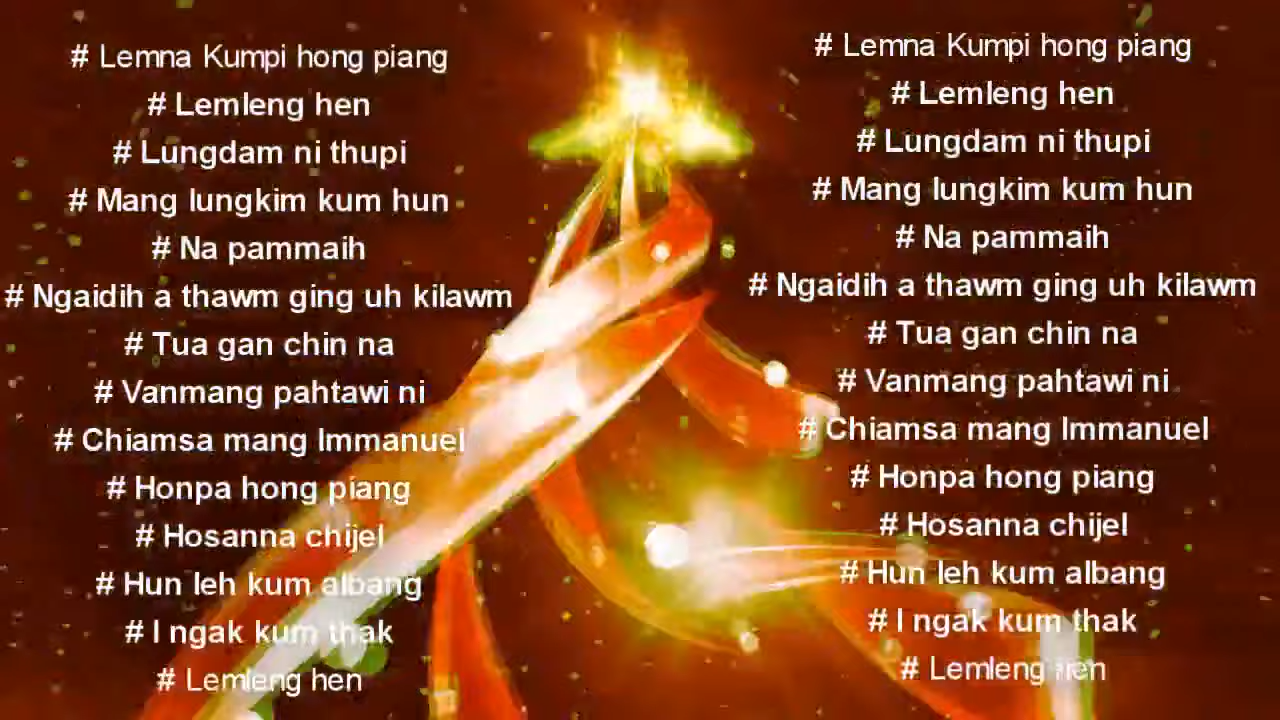 # Lemna Kumpi hong piang
# Lemleng hen
# Lungdam ni thupi
# Mang lungkim kum hun
# Na pammaih
# Ngaidih a thawm ging uh kilawm
# Tua gan chin na
# Vanmang pahtawi ni
# Chiamsa mang Immanuel
# Honpa hong piang
# Hosanna chijel
# Hun leh kum albang
# I ngak kum thak
# Lemleng hen
# Lemna Kumpi hong piang
# Lemleng hen
# Lungdam ni thupi
# Mang lungkim kum hun
# Na pammaih
# Ngaidih a thawm ging uh kilawm
# Tua gan chin na
# Vanmang pahtawi ni
# Chiamsa mang Immanuel
# Honpa hong piang
# Hosanna chijel
# Hun leh kum albang
# I ngak kum thak
# Lemleng hen